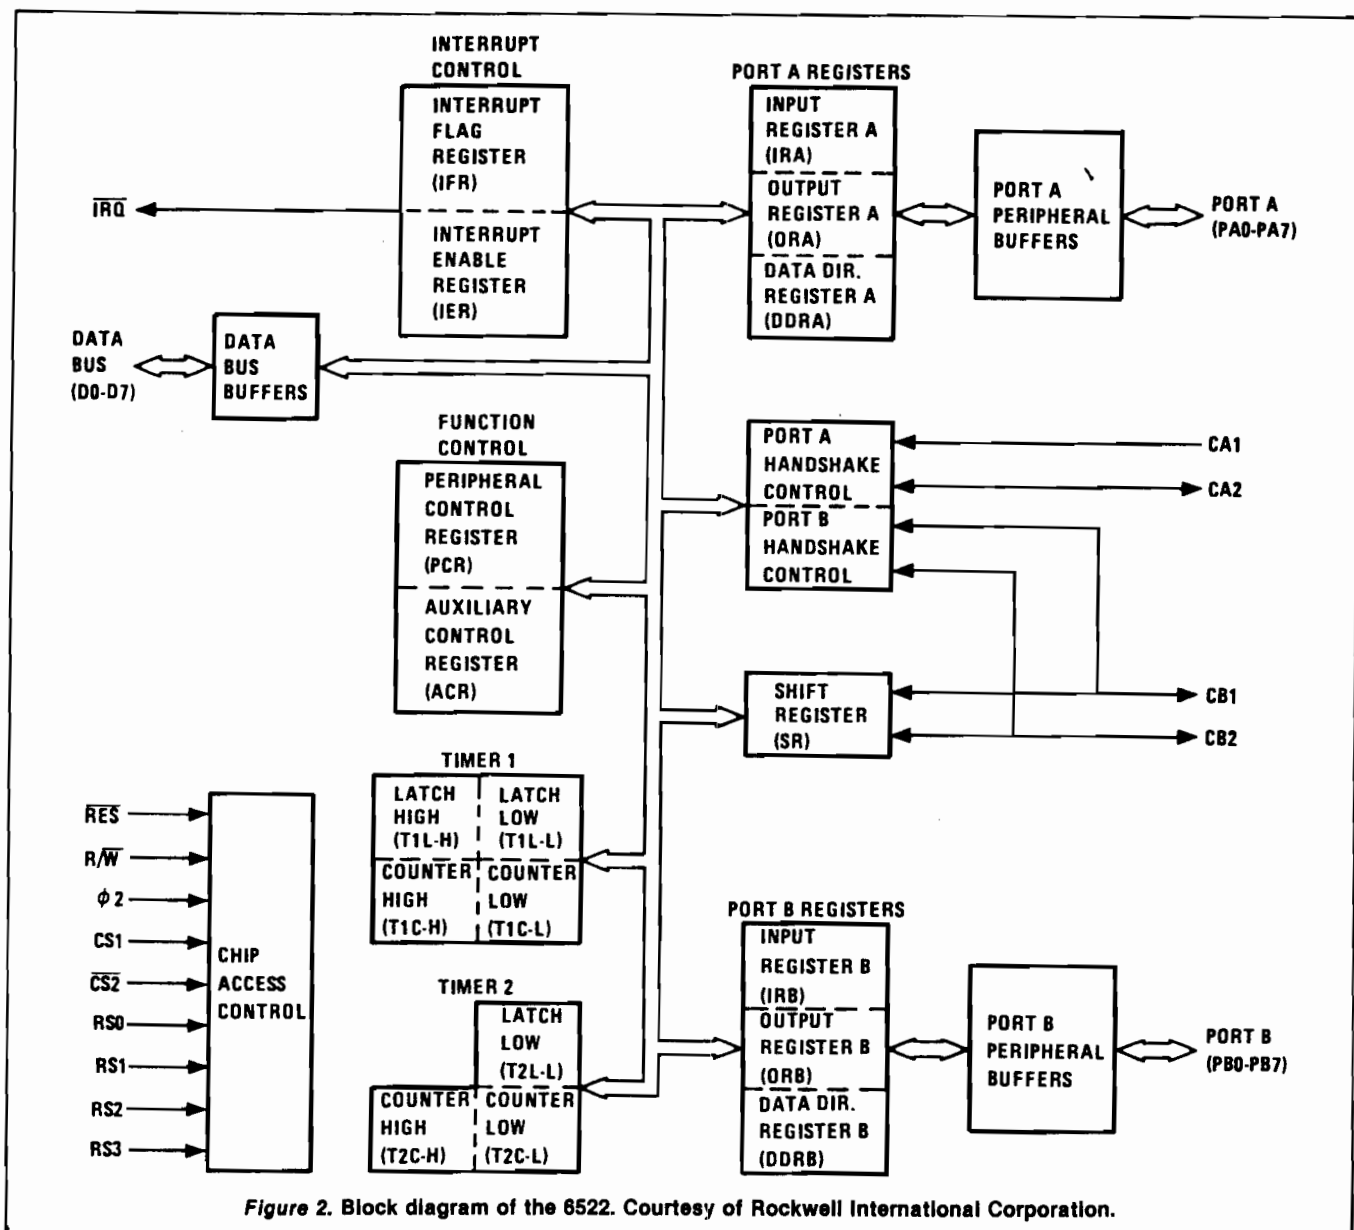 INTERRUPT
CONTROL
INTERRUPT
FLAG
REGISTER
(IFR)
INTERRUPT
ENABLE
REGISTER
(IER)
IRQ
DATA
BUS
(D0-D7)
DATA
BUS
BUFFERS
FUNCTION
CONTROL
PERIPHERAL
CONTROL
REGISTER
(PCR)
AUXILIARY
CONTROL
REGISTER
(ACR)
TIMER 1
LATCH
HIGH
(T1L-H)
LATCH
LOW
(T1L-L)
COUNTER
HIGH
(T1C-H)
COUNTER
LOW
(T1C-L)
TIMER 2
LATCH
LOW
(T2L-L)
COUNTER
HIGH
(T2C-H)
COUNTER
LOW
(T2C-L)
RES
R/W
ϕ2
CS1
CS2
RS0
RS1
RS2
RS3
CHIP
ACCESS
CONTROL
PORT A REGISTERS
INPUT
REGISTER A
(IRA)
OUTPUT
REGISTER A
(ORA)
DATA DIR.
REGISTER A
(DDRA)
PORT A
PERIPHERAL
BUFFERS
PORT A
(PA0-PA7)
PORT A
HANDSHAKE
CONTROL
PORT B
HANDSHAKE
CONTROL
CA1
CA2
SHIFT
REGISTER
(SR)
CB1
CB2
PORT B REGISTERS
INPUT
REGISTER B
(IRB)
OUTPUT
REGISTER B
(ORB)
DATA DIR.
REGISTER B
(DDRB)
PORT B
PERIPHERAL
BUFFERS
PORT B
(PB0-PB7)
Figure 2. Block diagram of the 6522. Courtesy of Rockwell International Corporation.